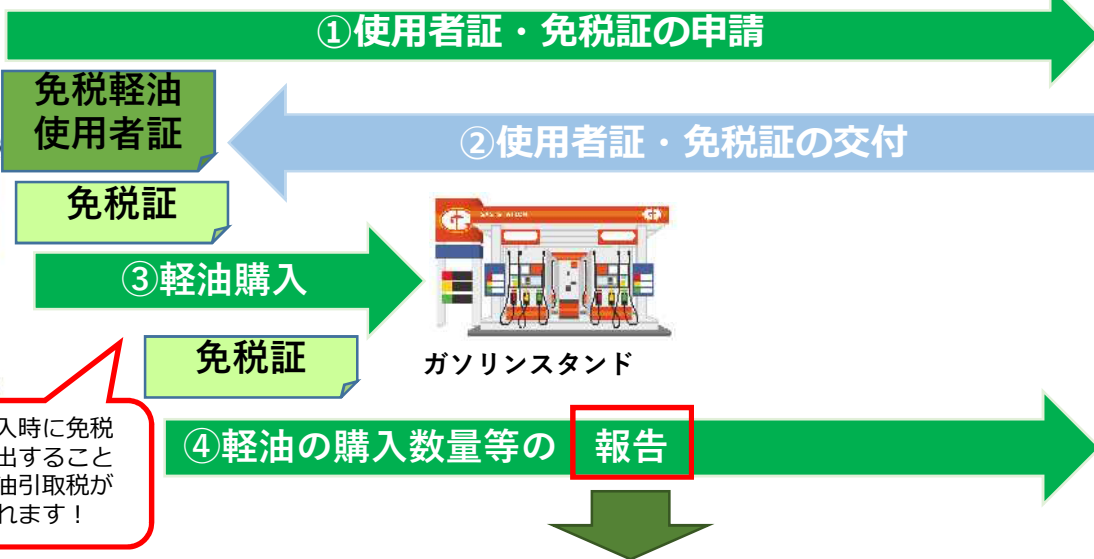 ①使用者証・免税証の申請
免税軽油
使用者証
②使用者証・免税証の交付
免税証
③軽油購入
免税証
ガソリンスタンド
入時に免税
出すること
油引取税が
れます！
④軽油の購入数量等の 報告